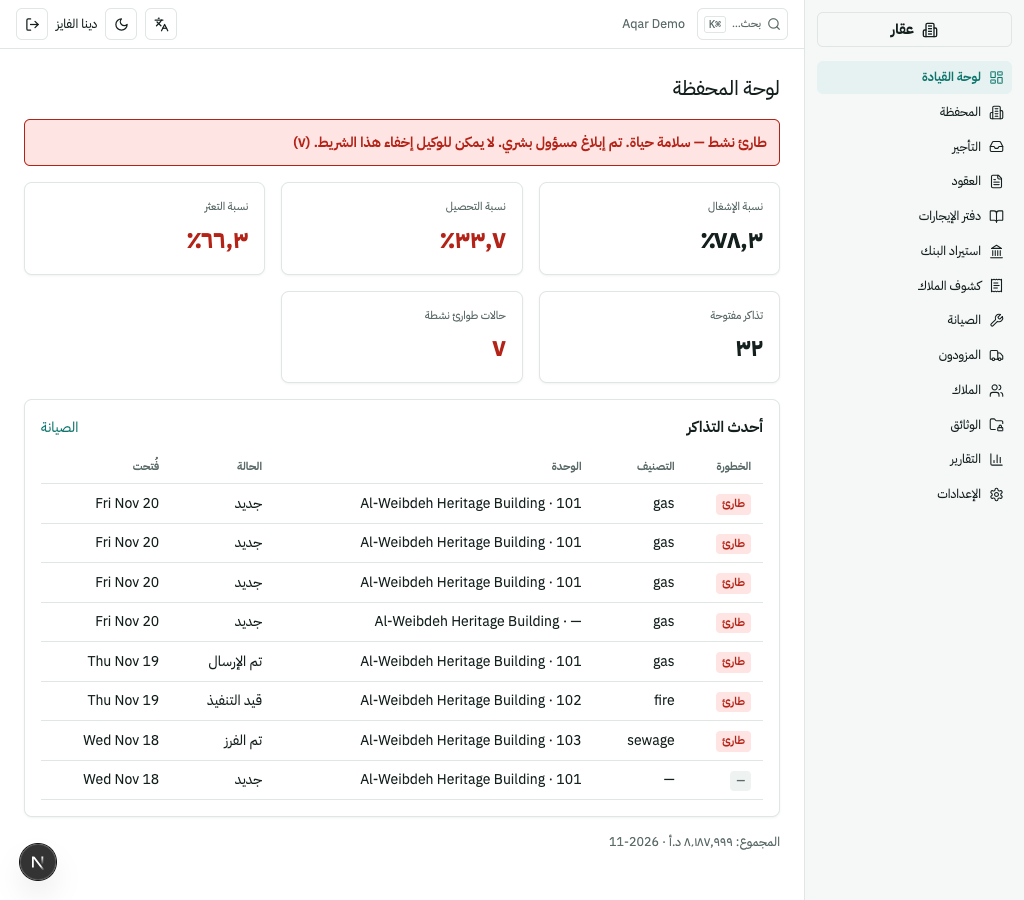 عقار
لوحة القيادة
المحفظة
التأجير
العقود
دفتر الإيجارات
استيراد البنك
كشوف الملاك
الصيانة
المزودون
الملاك
الوثائق
التقارير
الإعدادات
بحث... ⌘K
Aqar Demo
دينا الفايز
لوحة المحفظة
طارئ نشط — سلامة حياة. تم إبلاغ مسؤول بشري. لا يمكن للوكيل إخفاء هذا الشريط. (٧)
نسبة الإشغال
٧٨,٣٪
نسبة التحصيل
٣٣,٧٪
نسبة التعثر
٦٦,٣٪
تذاكر مفتوحة
٣٢
حالات طوارئ نشطة
٧
أحدث التذاكر
الصيانة
الخطورة التصنيف الوحدة الحالة فُتحت
طارئ gas Al-Weibdeh Heritage Building · 101 جديد Fri Nov 20
طارئ gas Al-Weibdeh Heritage Building · 101 جديد Fri Nov 20
طارئ gas Al-Weibdeh Heritage Building · 101 جديد Fri Nov 20
طارئ gas Al-Weibdeh Heritage Building · — جديد Fri Nov 20
طارئ gas Al-Weibdeh Heritage Building · 101 تم الإرسال Thu Nov 19
طارئ fire Al-Weibdeh Heritage Building · 102 قيد التنفيذ Thu Nov 19
طارئ sewage Al-Weibdeh Heritage Building · 103 تم الفرز Wed Nov 18
— — Al-Weibdeh Heritage Building · 101 جديد Wed Nov 18
المجموع: ٨,١٨٧,٩٩٩ د.أ · 2026-11
N